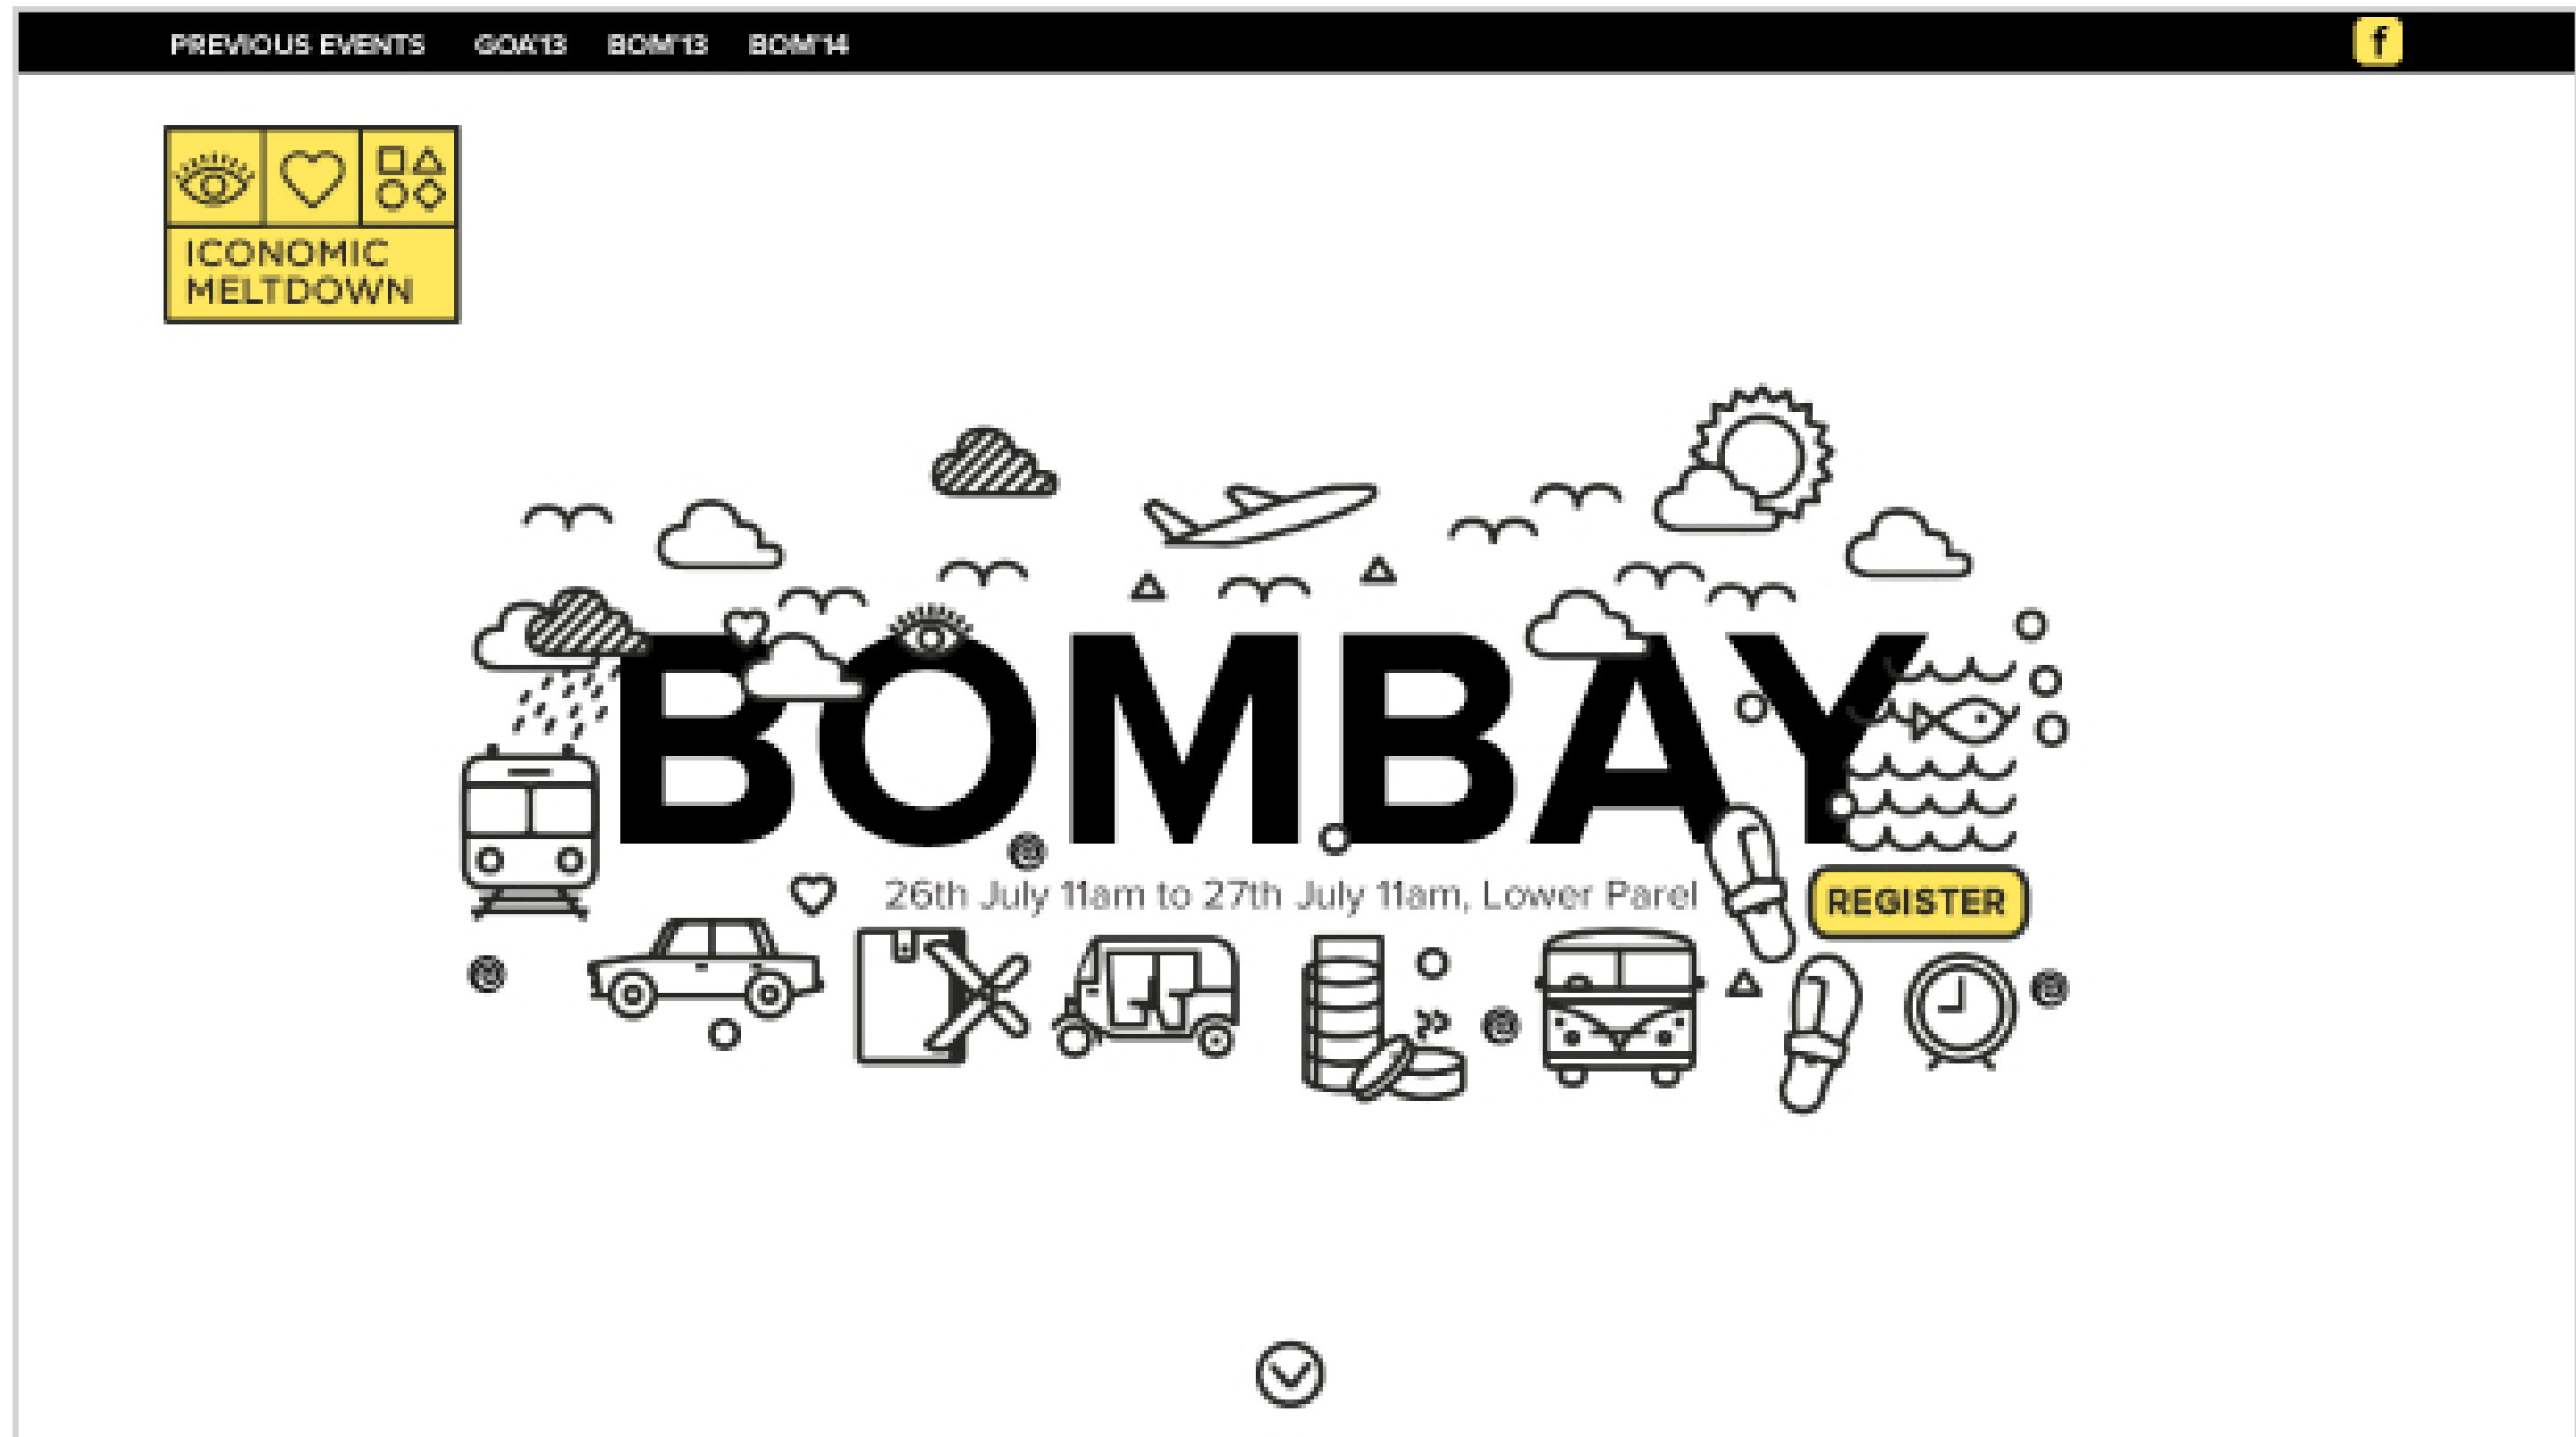 PREVIOUS EVENTS GOA'13 BOM'13 BOM'14 f
ICONOMIC
MELTDOWN
BOMBAY
26th July 11am to 27th July 11am, Lower Parel
REGISTER